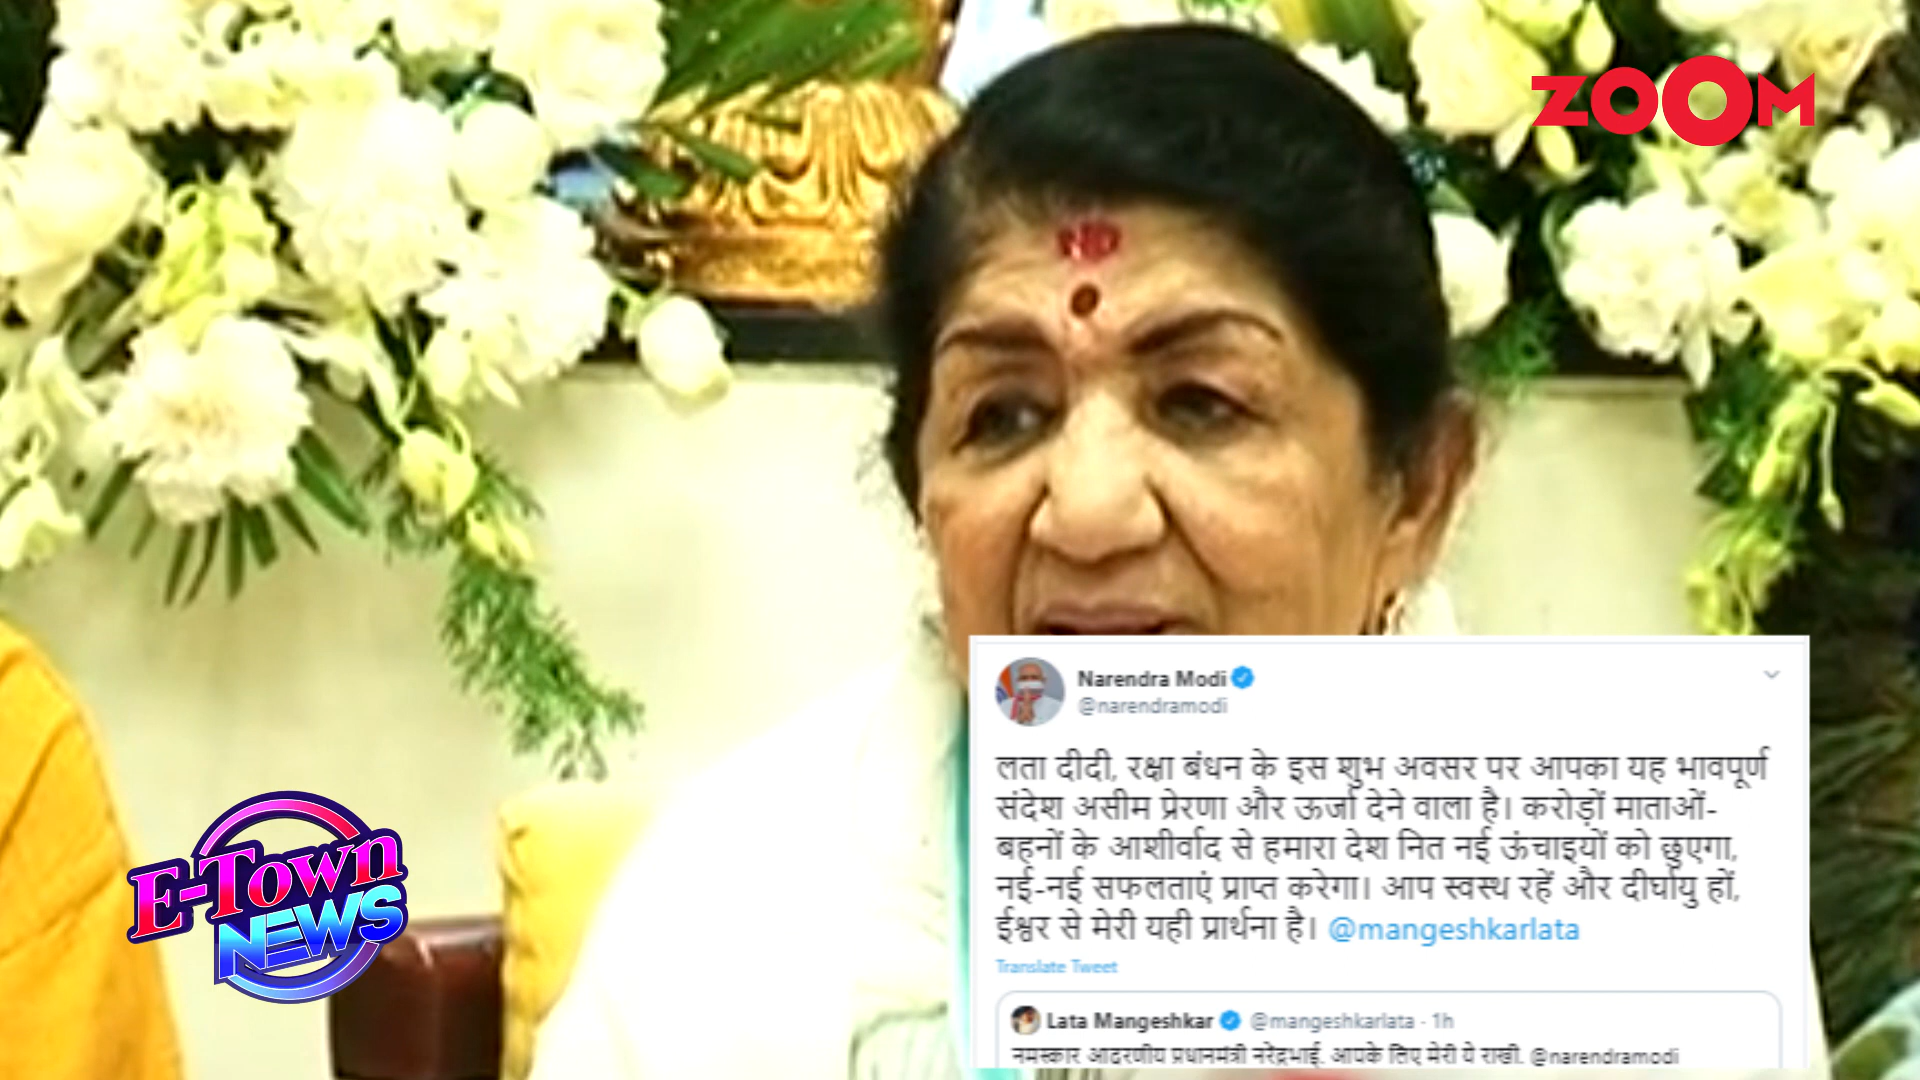 ZOOM
E-TOWN
NEWS
Narendra Modi
@narendramodi
लता दीदी, रक्षा बंधन के इस शुभ अवसर पर आपका यह भावपूर्ण
संदेश असीम प्रेरणा और ऊर्जा देने वाला है। करोड़ों माताओं-
बहनों के आशीर्वाद से हमारा देश नित नई ऊंचाइयों को छुएगा,
नई-नई सफलताएं प्राप्त करेगा। आप स्वस्थ रहें और दीर्घायु हों,
ईश्वर से मेरी यही प्रार्थना है। @mangeshkarlata
Translate Tweet
Lata Mangeshkar @mangeshkarlata · 1h
नमस्कार आदरणीय प्रधानमंत्री नरेंद्रभाई. आपके लिए मेरी ये राखी. @narendramodi